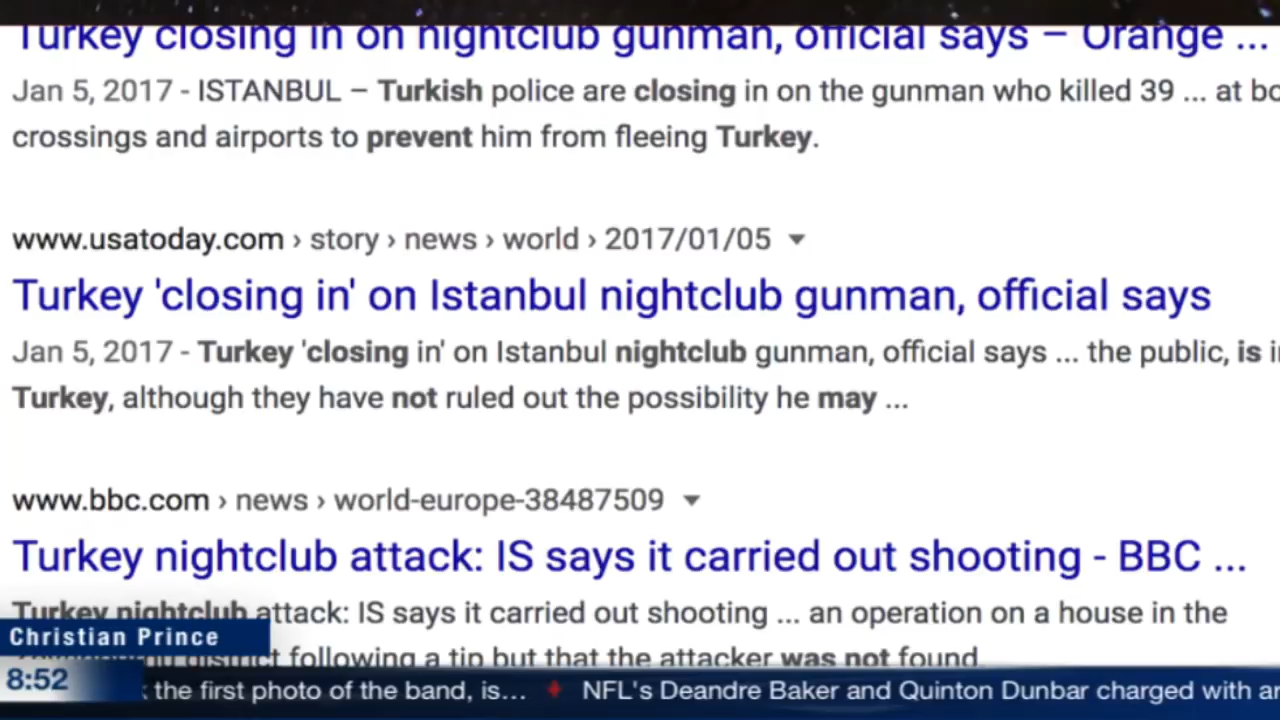 Turkey closing in on nightclub gunman, official says – Orange ...
Jan 5, 2017 - ISTANBUL – Turkish police are closing in on the gunman who killed 39 ... at
crossings and airports to prevent him from fleeing Turkey.
www.usatoday.com › story › news › world › 2017/01/05
Turkey 'closing in' on Istanbul nightclub gunman, official says
Jan 5, 2017 - Turkey 'closing in' on Istanbul nightclub gunman, official says ... the public, is
Turkey, although they have not ruled out the possibility he may ...
www.bbc.com › news › world-europe-38487509
Turkey nightclub attack: IS says it carried out shooting - BBC ...
Turkey nightclub attack: IS says it carried out shooting ... an operation on a house in the
district following a tip but that the attacker was not found
Christian Prince
8:52
the first photo of the band, is... NFL's Deandre Baker and Quinton Dunbar charged with